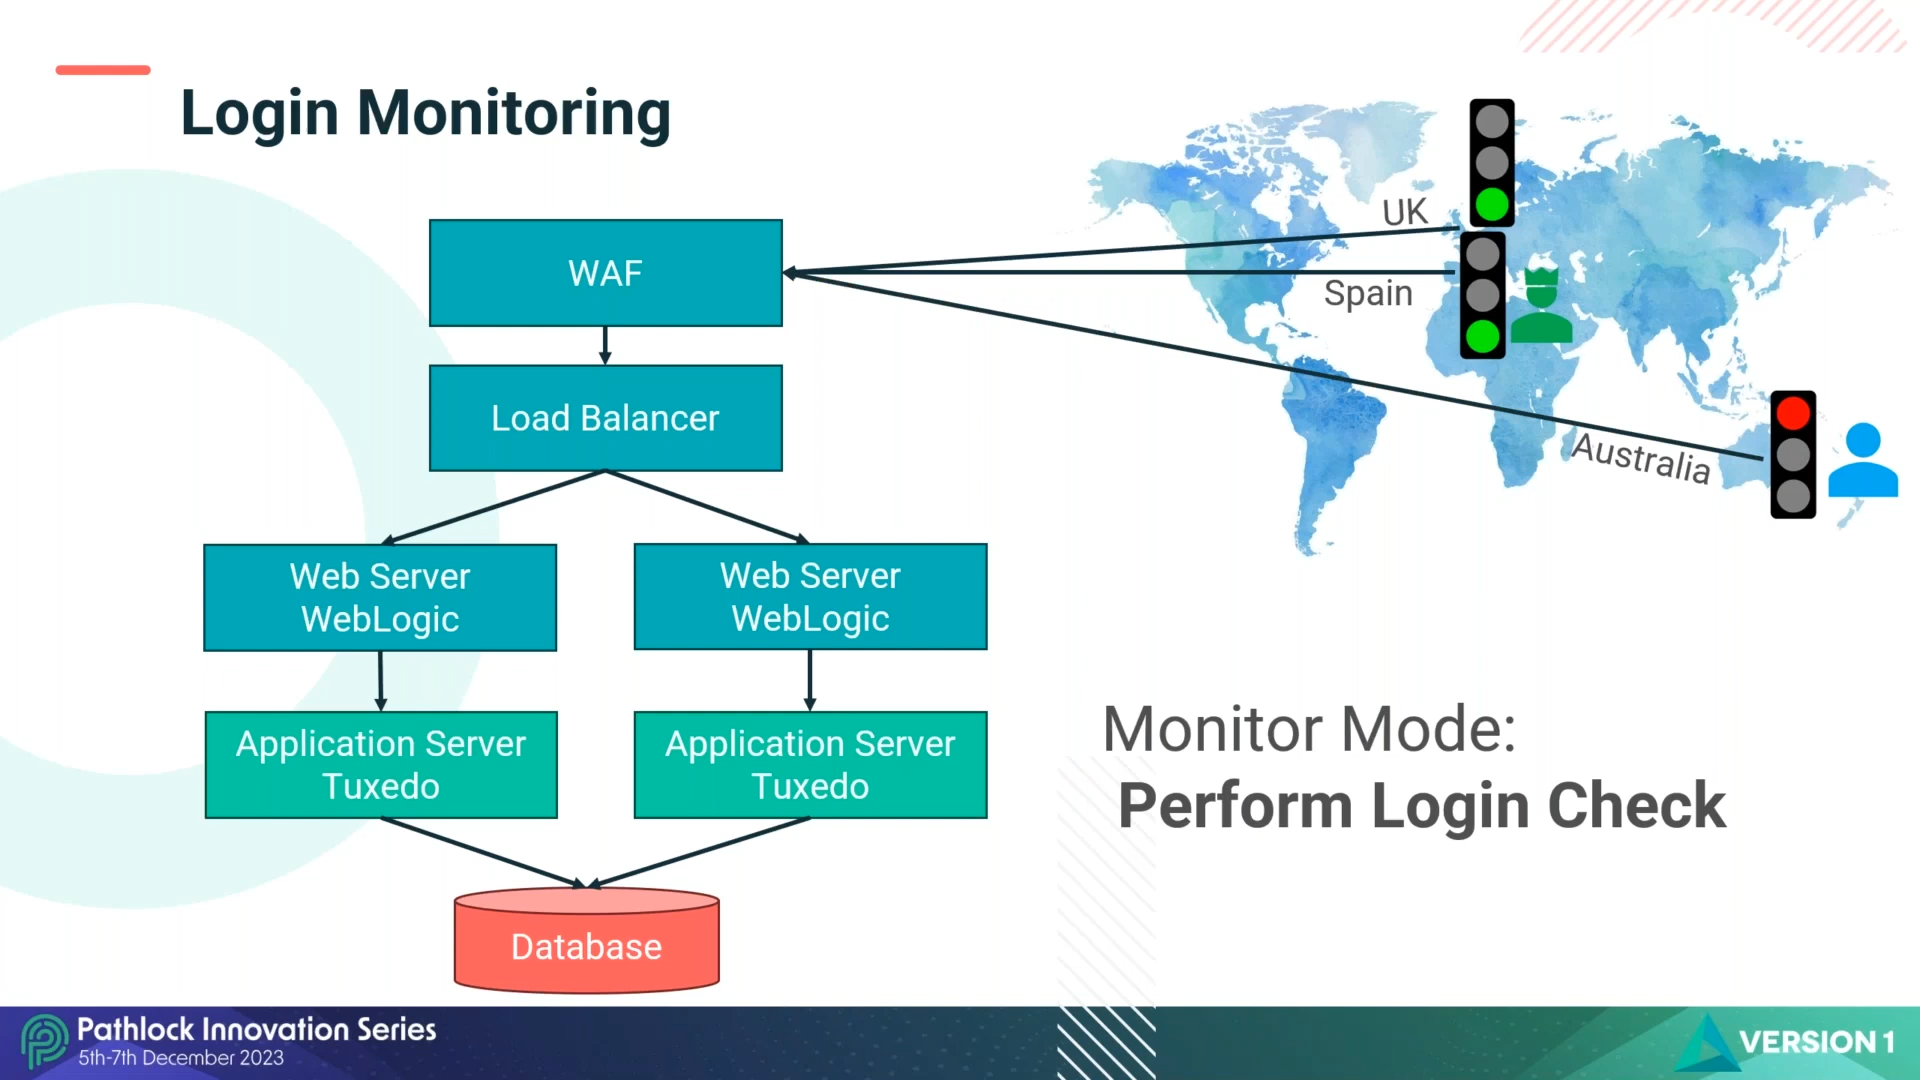 Login Monitoring
UK
Spain
Australia
WAF
Load Balancer
Web Server
WebLogic
Web Server
WebLogic
Application Server
Tuxedo
Application Server
Tuxedo
Database
Monitor Mode:
Perform Login Check
Pathlock Innovation Series
5th-7th December 2023
VERSION 1